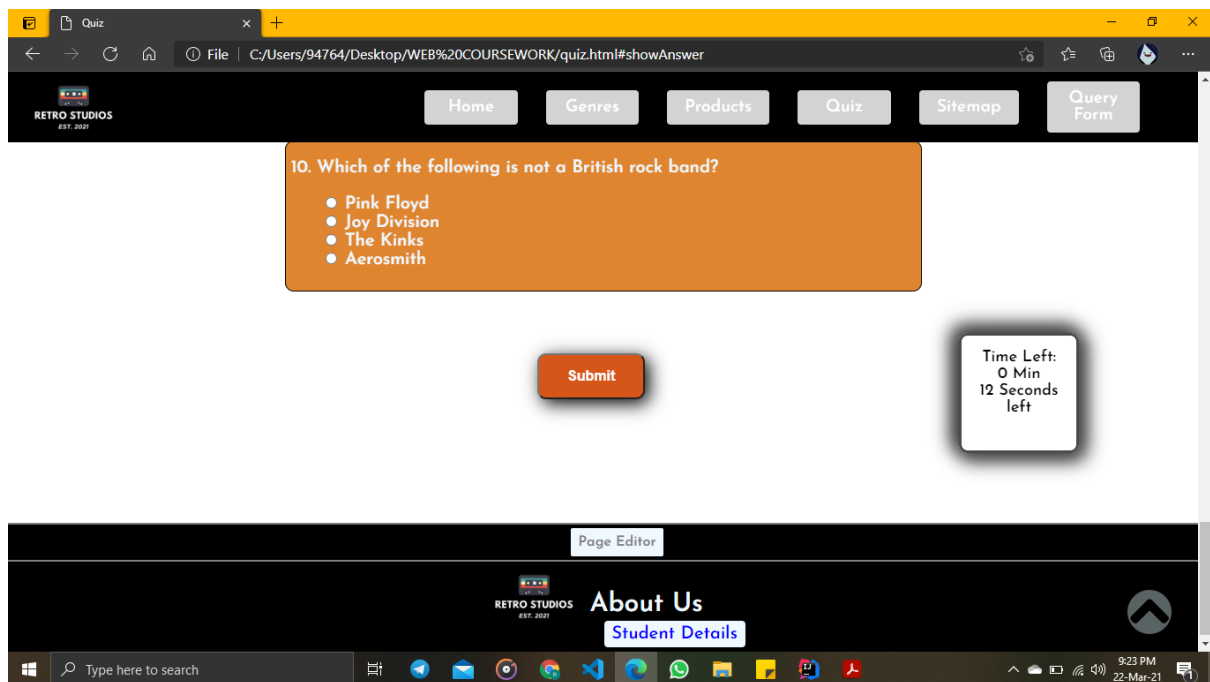 Quiz
File
C:/Users/94764/Desktop/WEB%20COURSEWORK/quiz.html#showAnswer
RETRO STUDIOS
EST. 2021
Home
Genres
Products
Quiz
Sitemap
Query
Form
10. Which of the following is not a British rock band?
Pink Floyd
Joy Division
The Kinks
Aerosmith
Submit
Time Left:
0 Min
12 Seconds
left
Page Editor
RETRO STUDIOS
EST. 2021
About Us
Student Details
Type here to search
9:23 PM
22-Mar-21